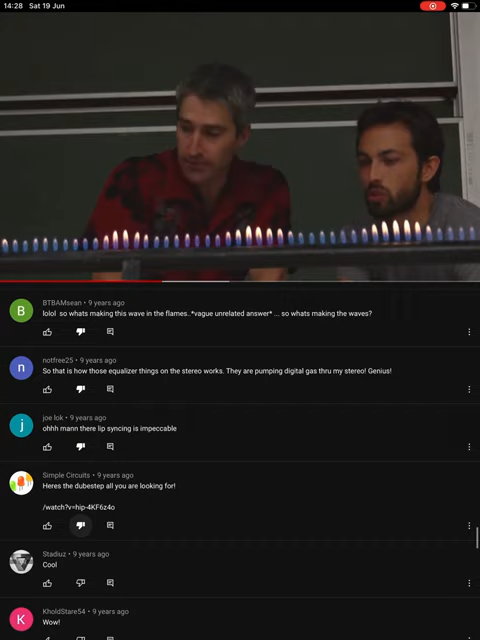 14:28 Sat 19 Jun
B
BTBAMsean • 9 years ago
lolol so whats making this wave in the flames..*vague unrelated answer* ... so whats making the waves?
n
notfree25 • 9 years ago
So that is how those equalizer things on the stereo works. They are pumping digital gas thru my stereo! Genius!
j
joe lok • 9 years ago
ohhh mann there lip syncing is impeccable
Simple Circuits • 9 years ago
Heres the dubestep all you are looking for!
/watch?v=hip-4KF6z4o
Stadiuz • 9 years ago
Cool
K
KholdStare54 • 9 years ago
Wow!